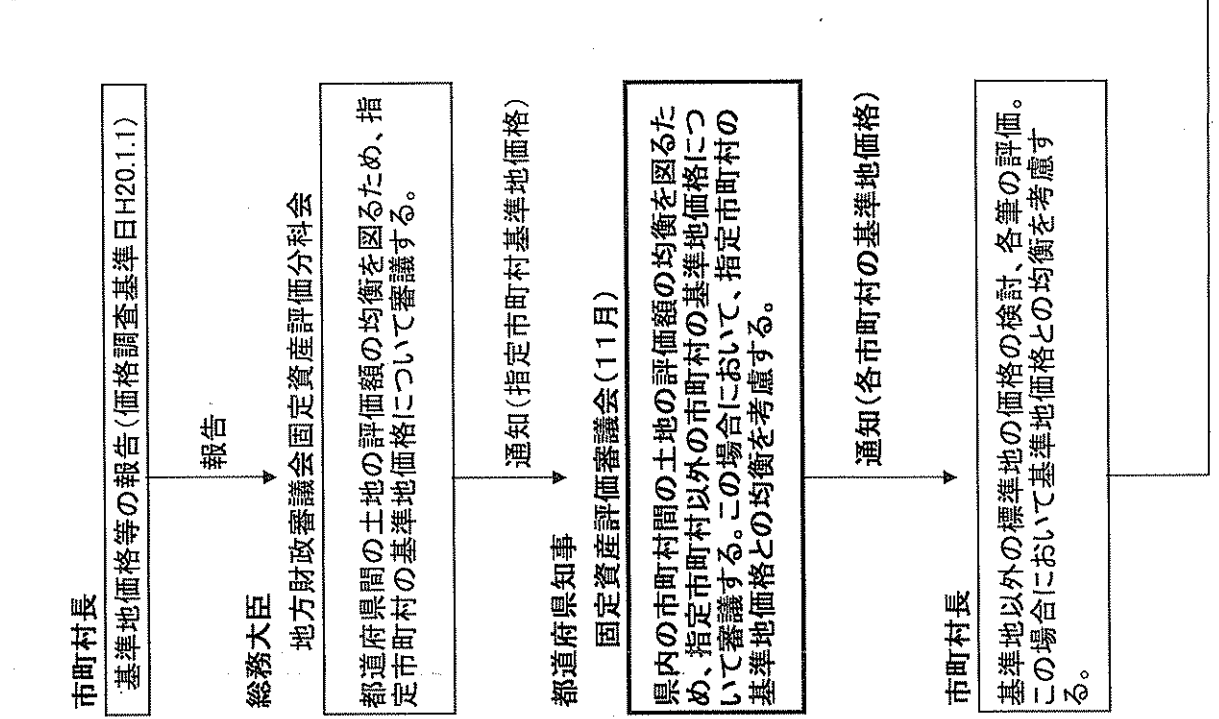 市町村長
基準地価格等の報告(価格調査基準日H20.1.1)
報告
総務大臣
地方財政審議会固定資産評価分科会
都道府県間の土地の評価額の均衡を図るため、指
定市町村の基準地価格について審議する。
通知(指定市町村基準地価格)
都道府県知事
固定資産評価審議会(11月)
県内の市町村間の土地の評価額の均衡を図るた
め、指定市町村以外の市町村の基準地価格につ
いて審議する。この場合において、指定市町村の
基準地価格との均衡を考慮する。
通知(各市町村の基準地価格)
市町村長
基準地以外の標準地の価格の検討、各筆の評価。
この場合において基準地価格との均衡を考慮す
る。